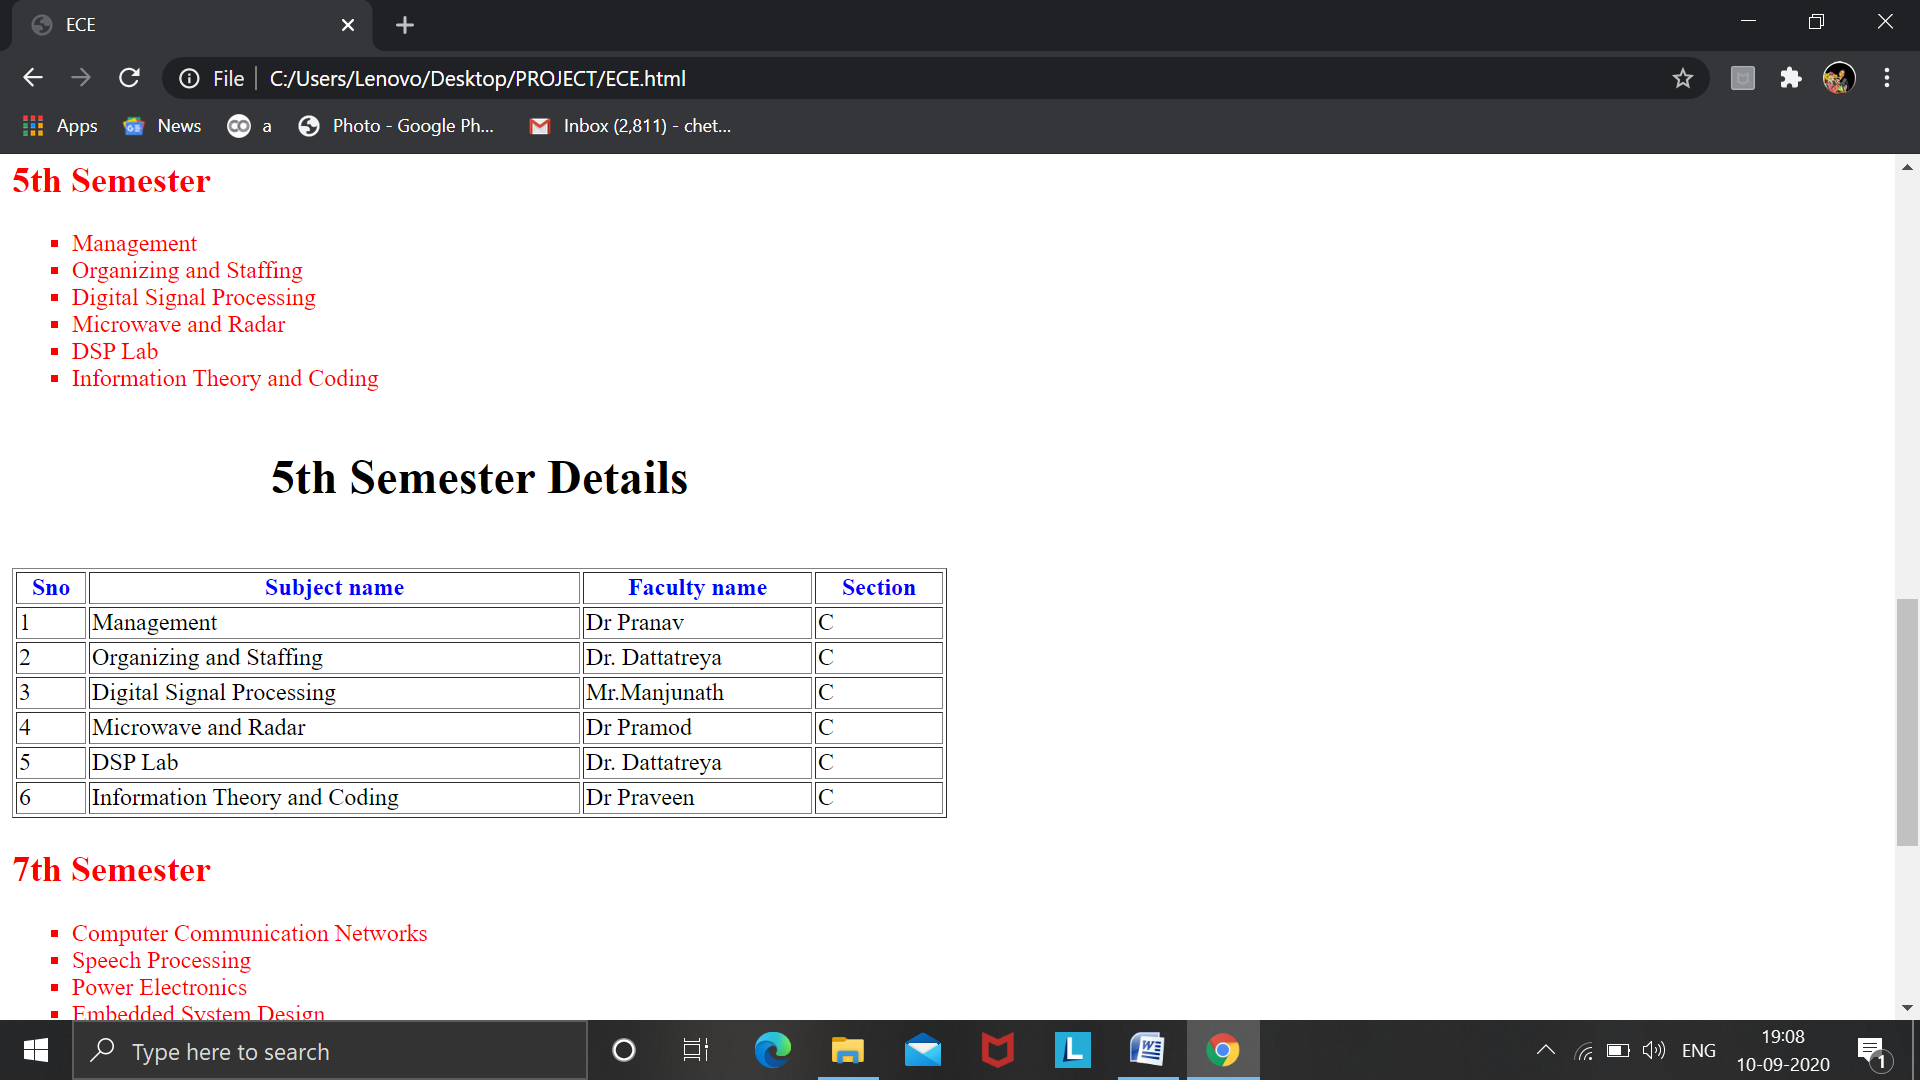 ECE
File
C:/Users/Lenovo/Desktop/PROJECT/ECE.html
Apps
News
a
Photo - Google Ph...
Inbox (2,811) - chet...
5th Semester
Management
Organizing and Staffing
Digital Signal Processing
Microwave and Radar
DSP Lab
Information Theory and Coding
5th Semester Details
Sno Subject name Faculty name Section
1 Management Dr Pranav C
2 Organizing and Staffing Dr. Dattatreya C
3 Digital Signal Processing Mr.Manjunath C
4 Microwave and Radar Dr Pramod C
5 DSP Lab Dr. Dattatreya C
6 Information Theory and Coding Dr Praveen C
7th Semester
Computer Communication Networks
Speech Processing
Power Electronics
Embedded System Design
Type here to search
ENG
19:08
10-09-2020
1